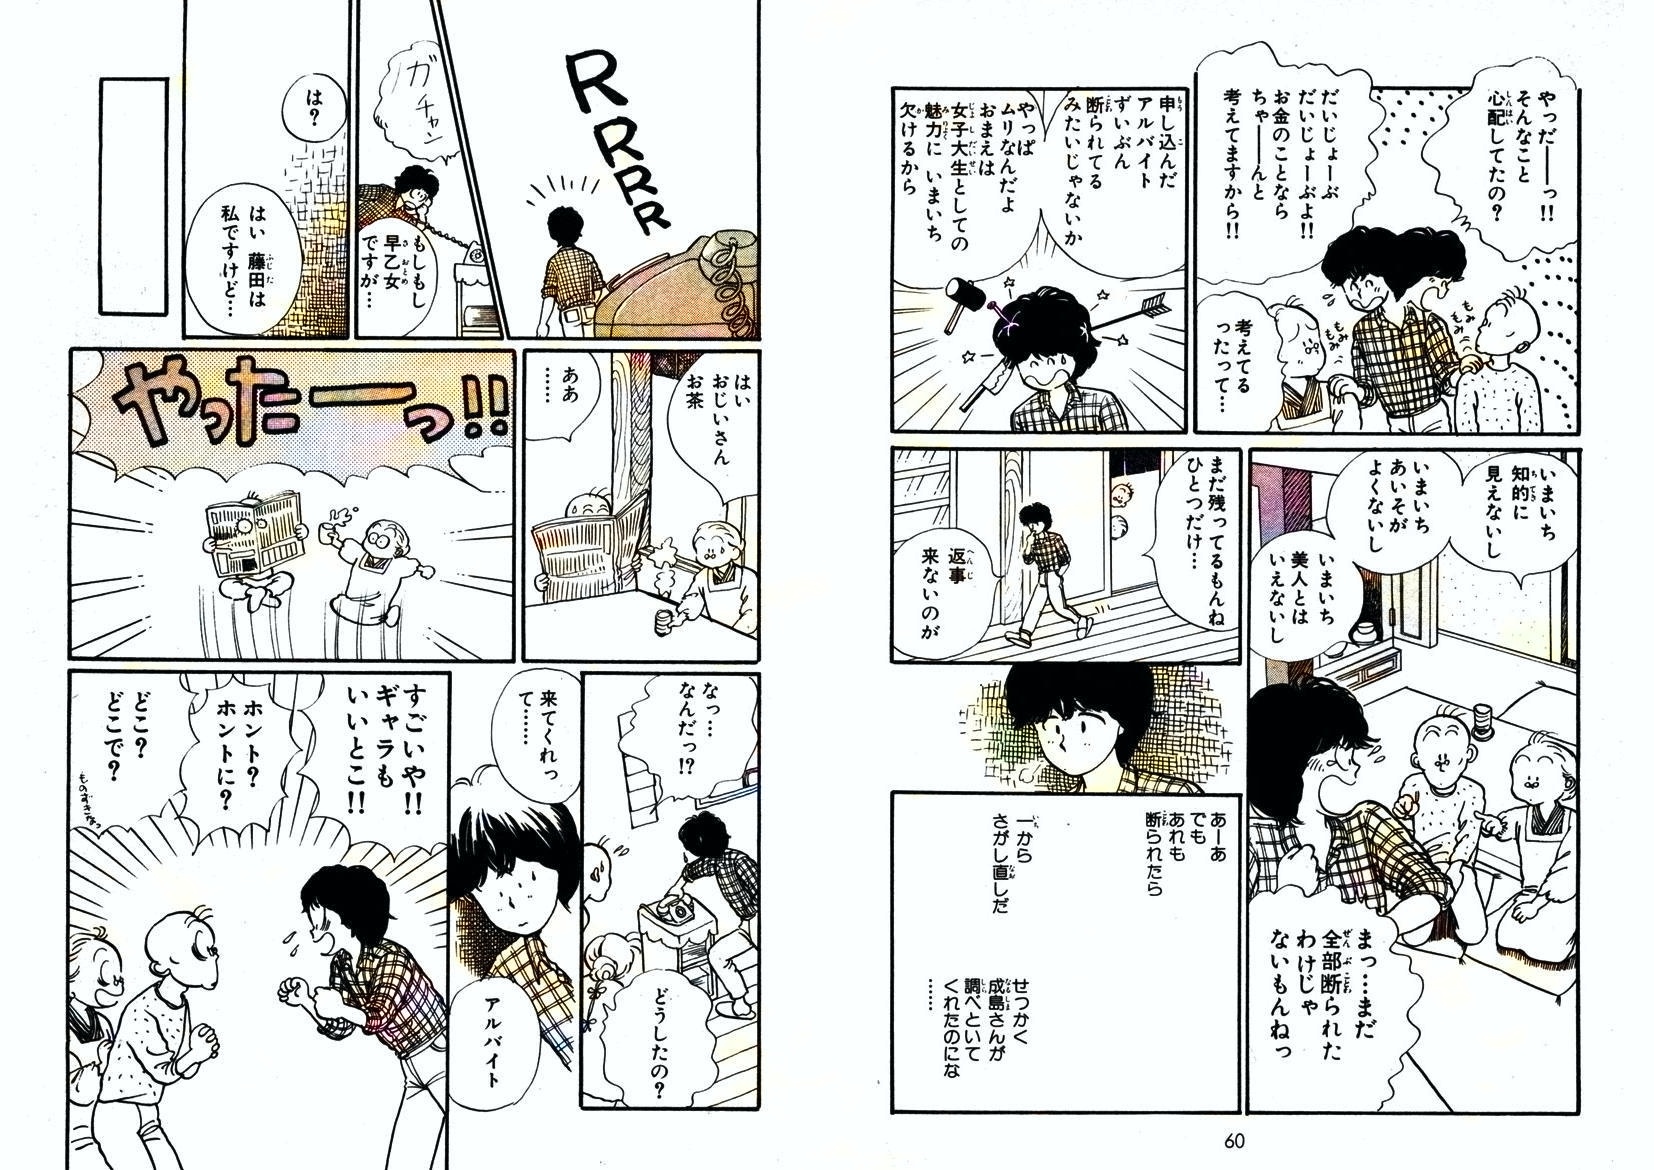 やっだ――っ!!
そんなこと
心配してたの?
だいじょーぶ
だいじょーぶよ!!
お金のことなら
ちゃ――んと
考えてますから!!
もみ
もみ
もみ
もみ
考えてる
ったって…
申し込んだ
アルバイト
ずいぶん
断られてる
みたいじゃないか
やっぱ
ムリなんだよ
おまえは
女子大生としての
魅力に いまいち
欠けるから
いまいち
知的に
見えないし
いまいち
あいそが
よくないし
いまいち
美人とは
いえないし
まっ…まだ
全部断られた
わけじゃ
ないもんねっ
まだ残ってるもんね
ひとつだけ…
返事
来ないのが
あーあ
でも
あれも
断られたら
一から
さがし直しだ
せつかく
成島さんが
調べといて
くれたのにな
……
60
RRRR
ガチャン
もしもし
早乙女
ですが…
は?
はい 藤田は
私ですけど…
はい
おじいさん
お茶
ああ
……
やったーっ!!
なっ…
なんだっ!?
どうしたの?
来てくれっ
て……
アルバイト
すごいや!!
ギャラも
いいとこ!!
ホント?
ホントに?
どこ?
どこで?
ものずきなっ